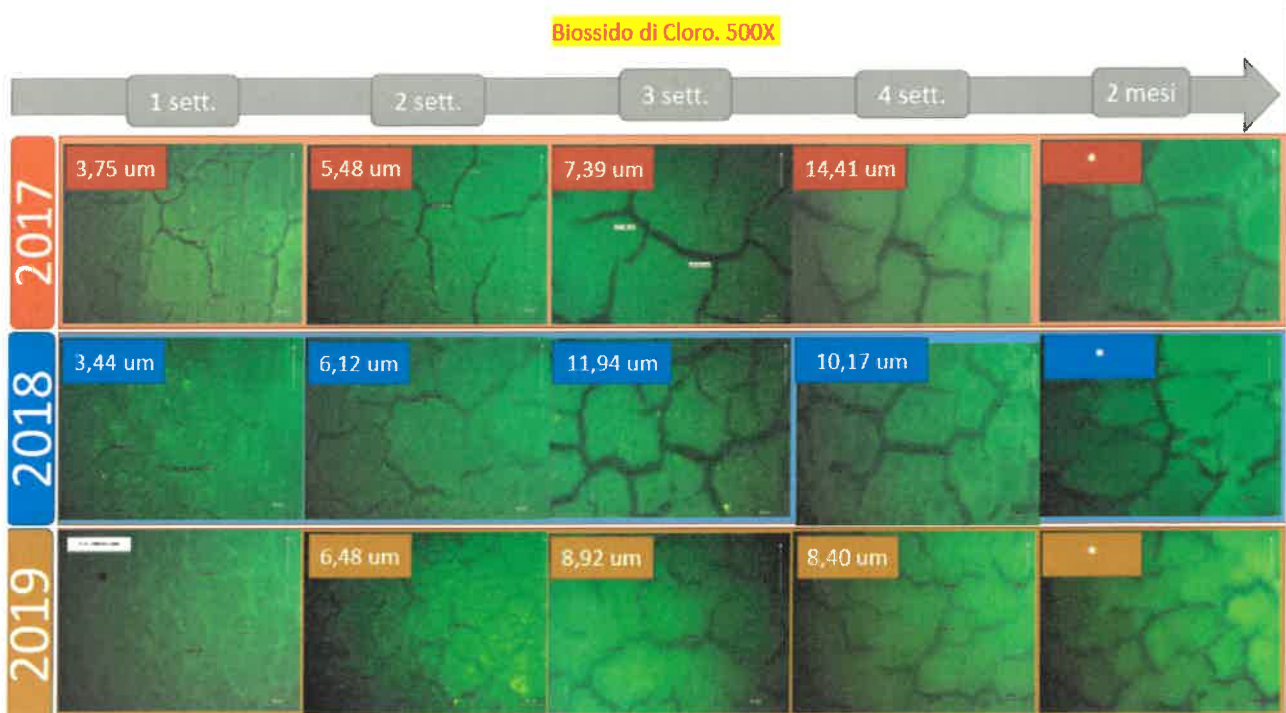 Biossido di Cloro. 500X
1 sett.
2 sett.
3 sett.
4 sett.
2 mesi
2017
3,75 um
5,48 um
7,39 um
14,41 um
*
2018
3,44 um
6,12 um
11,94 um
10,17 um
*
2019
6,48 um
8,92 um
8,40 um
*